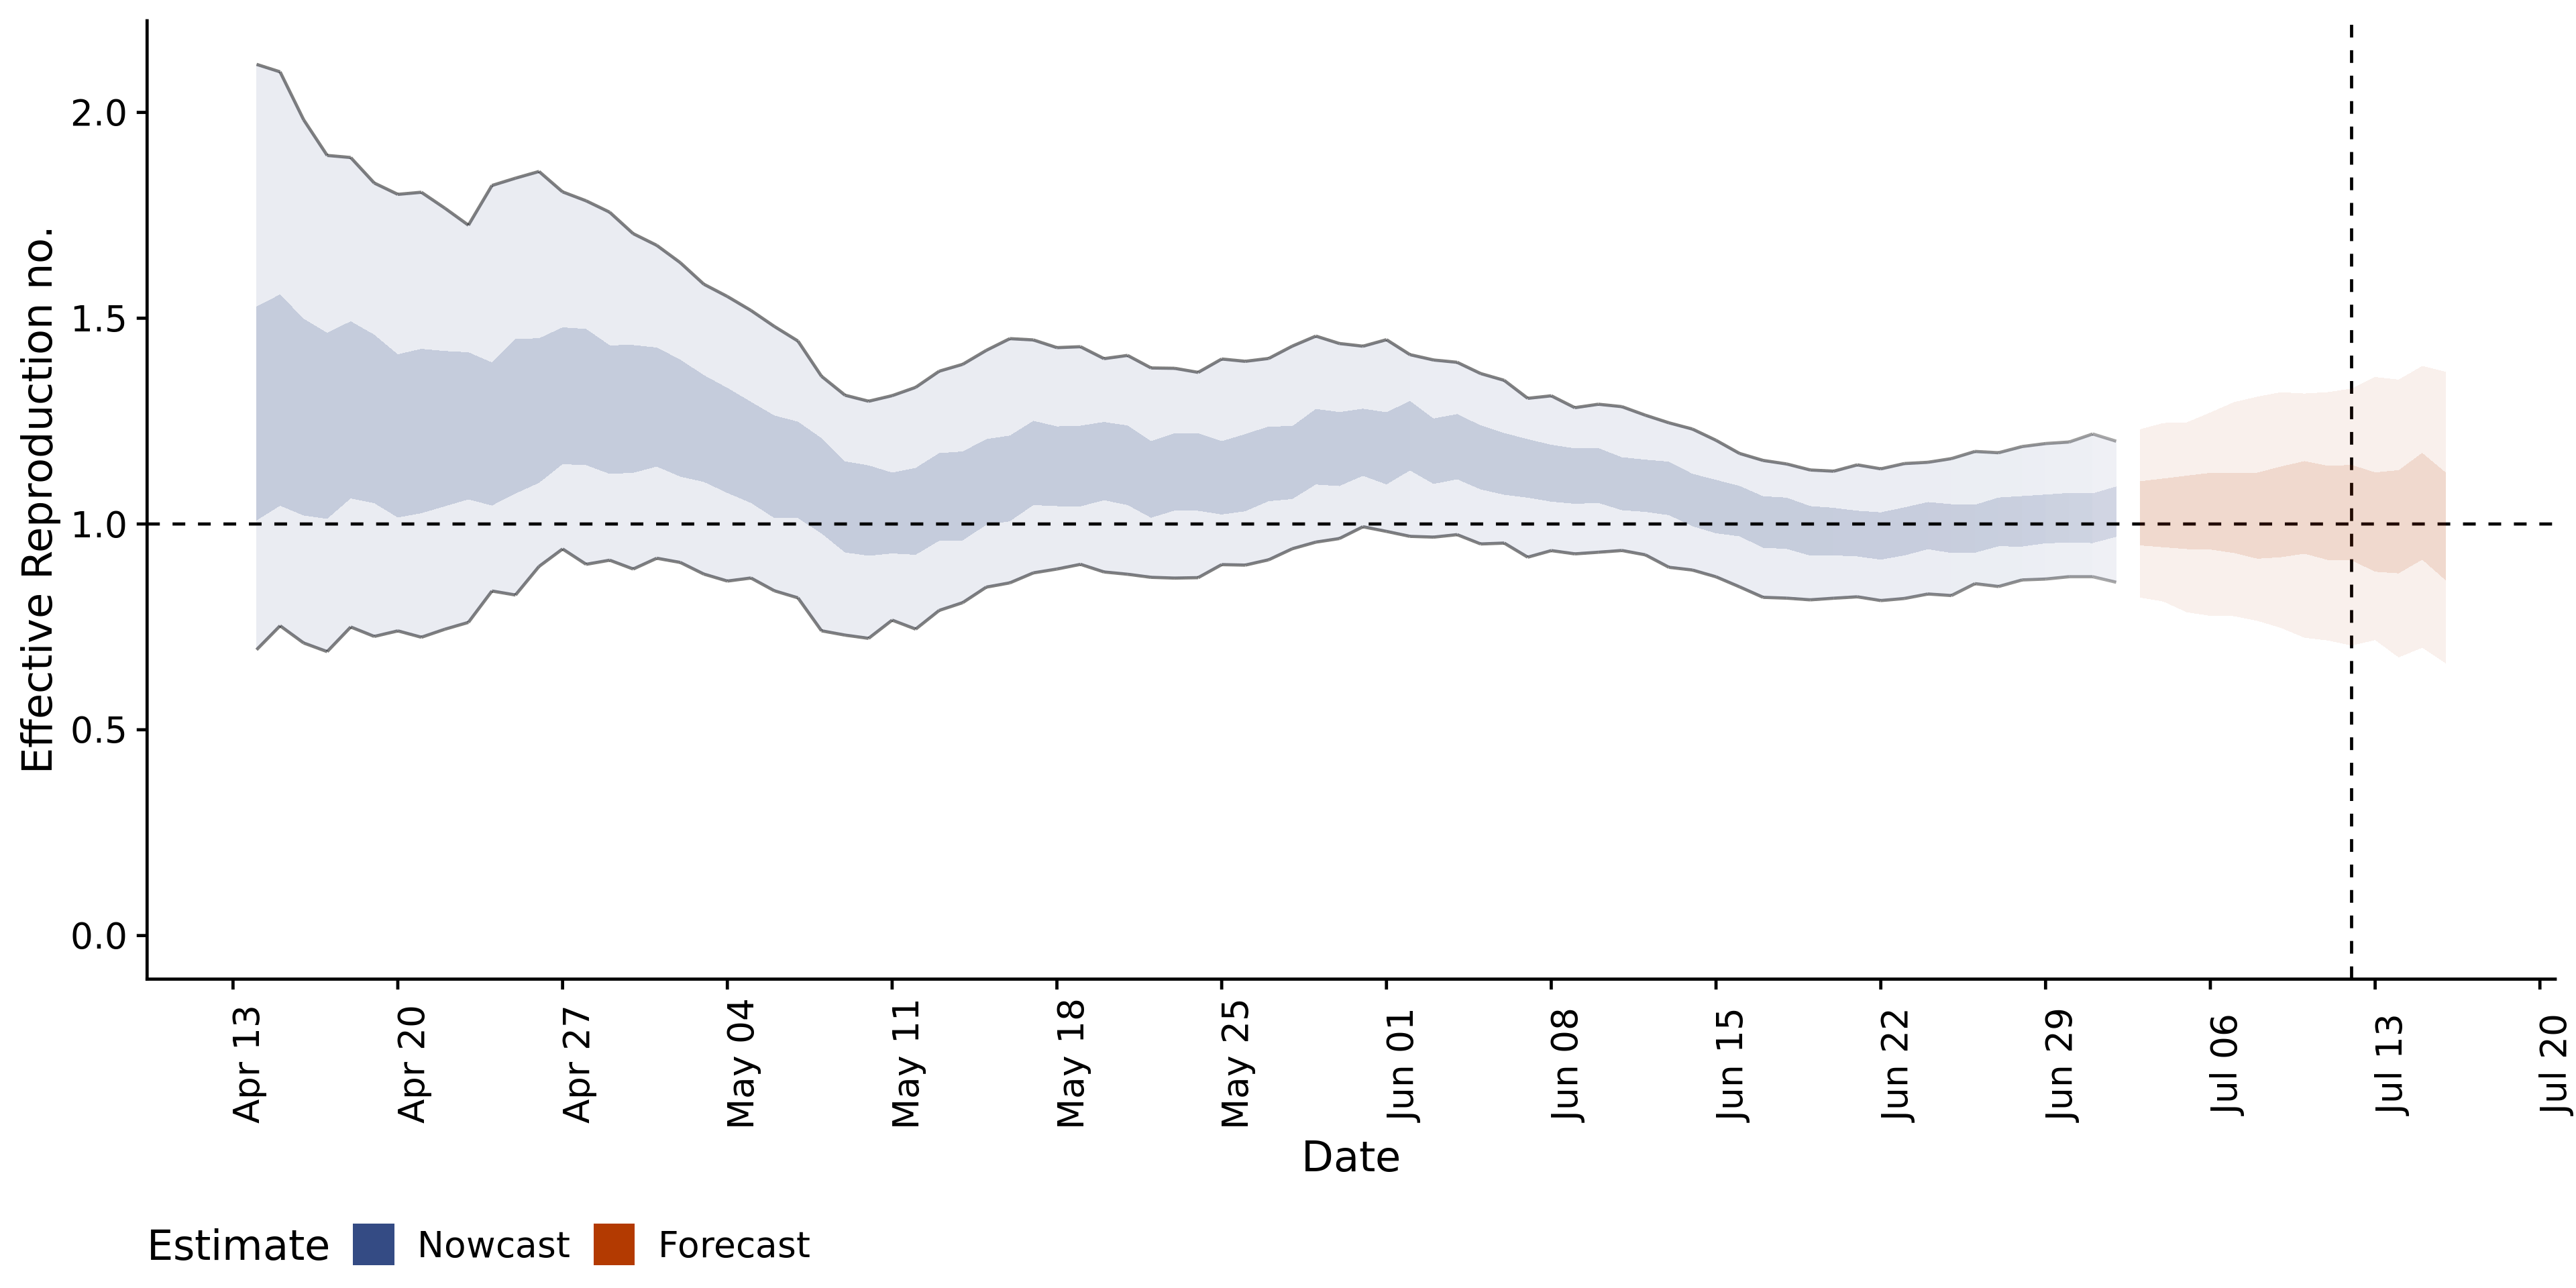 Effective Reproduction no.
2.0
1.5
1.0
0.5
0.0
Apr 13
Apr 20
Apr 27
May 04
May 11
May 18
May 25
Jun 01
Jun 08
Jun 15
Jun 22
Jun 29
Jul 06
Jul 13
Jul 20
Date
Estimate Nowcast Forecast